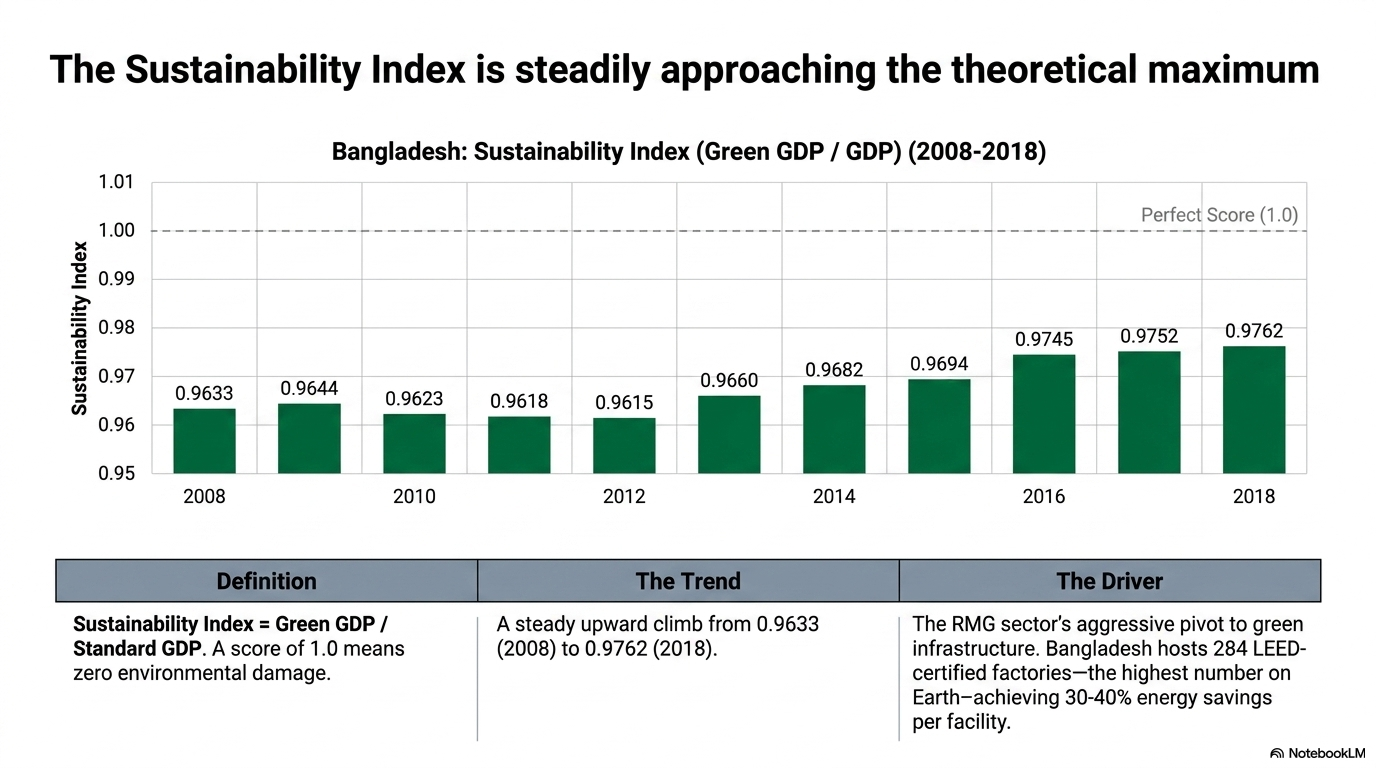 The Sustainability Index is steadily approaching the theoretical maximum
Bangladesh: Sustainability Index (Green GDP / GDP) (2008-2018)
Sustainability Index
1.01
1.00
0.99
0.98
0.97
0.96
0.95
Perfect Score (1.0)
0.9633
0.9644
0.9623
0.9618
0.9615
0.9660
0.9682
0.9694
0.9745
0.9752
0.9762
2008
2010
2012
2014
2016
2018
Definition
Sustainability Index = Green GDP /
Standard GDP. A score of 1.0 means
zero environmental damage.
The Trend
A steady upward climb from 0.9633
(2008) to 0.9762 (2018).
The Driver
The RMG sector's aggressive pivot to green
infrastructure. Bangladesh hosts 284 LEED-
certified factories—the highest number on
Earth–achieving 30-40% energy savings
per facility.
NotebookLM